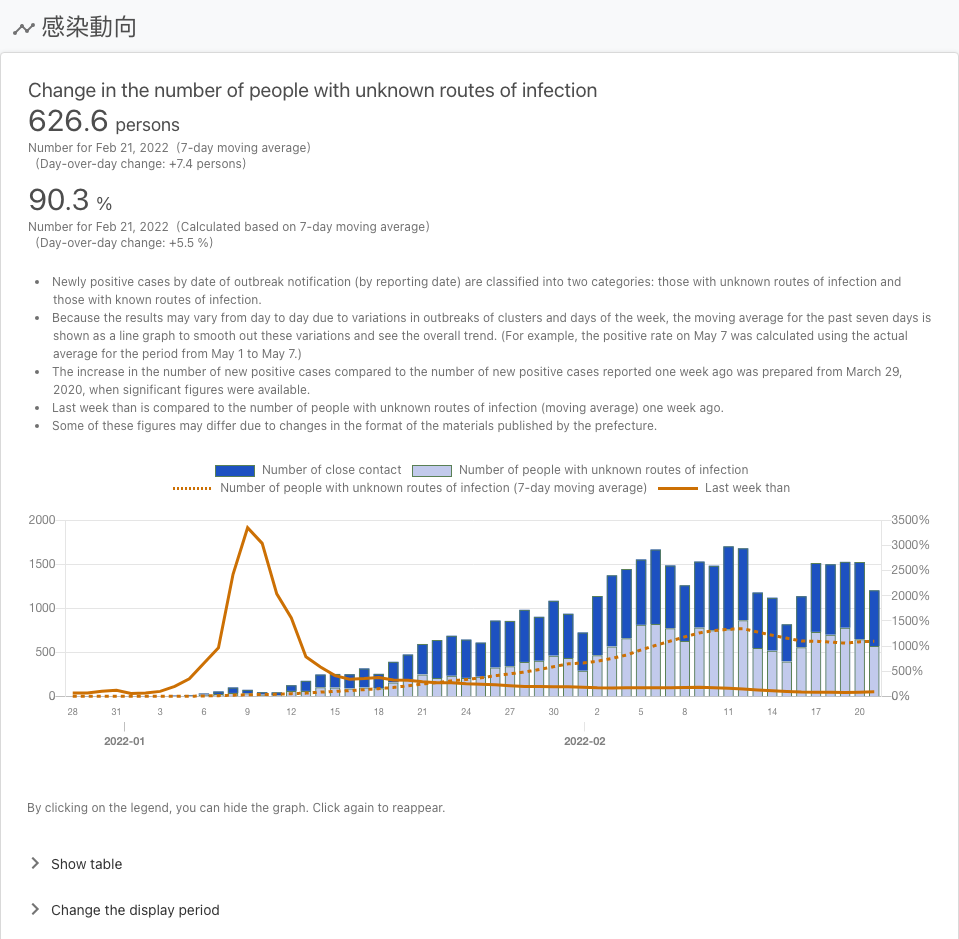 感染動向
Change in the number of people with unknown routes of infection
626.6 persons
Number for Feb 21, 2022 (7-day moving average)
(Day-over-day change: +7.4 persons)
90.3 %
Number for Feb 21, 2022 (Calculated based on 7-day moving average)
(Day-over-day change: +5.5 %)
• Newly positive cases by date of outbreak notification (by reporting date) are classified into two categories: those with unknown routes of infection and
those with known routes of infection.
• Because the results may vary from day to day due to variations in outbreaks of clusters and days of the week, the moving average for the past seven days is
shown as a line graph to smooth out these variations and see the overall trend. (For example, the positive rate on May 7 was calculated using the actual
average for the period from May 1 to May 7.)
• The increase in the number of new positive cases compared to the number of new positive cases reported one week ago was prepared from March 29,
2020, when significant figures were available.
• Last week than is compared to the number of people with unknown routes of infection (moving average) one week ago.
• Some of these figures may differ due to changes in the format of the materials published by the prefecture.
Number of close contact Number of people with unknown routes of infection
Number of people with unknown routes of infection (7-day moving average) Last week than
2000 3500%
3000%
1500 2500%
2000%
1000 1500%
500 1000%
500%
0 0%
28 31 3 6 9 12 15 18 21 24 27 30 2 5 8 11 14 17 20
2022-01 2022-02
By clicking on the legend, you can hide the graph. Click again to reappear.
Show table
Change the display period